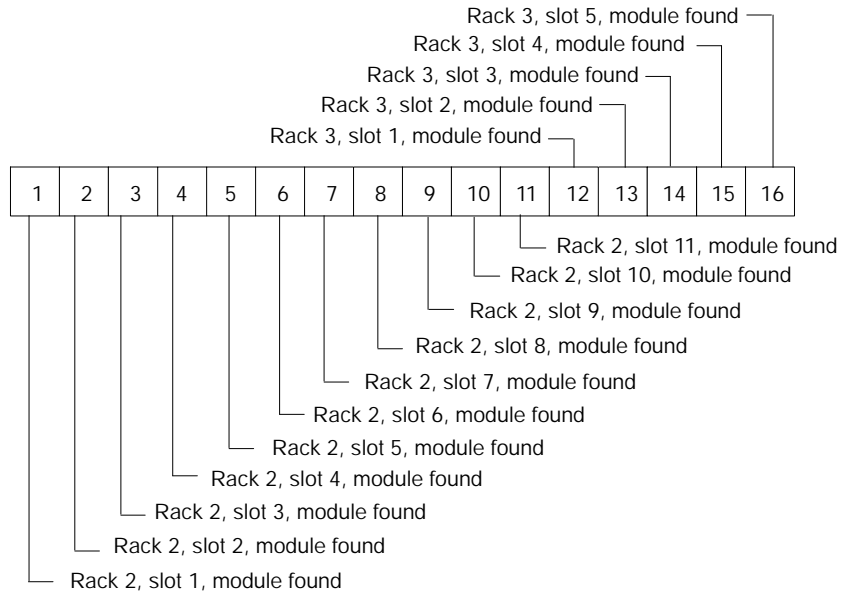 Rack 3, slot 5, module found
Rack 3, slot 4, module found
Rack 3, slot 3, module found
Rack 3, slot 2, module found
Rack 3, slot 1, module found
1 2 3 4 5 6 7 8 9 10 11 12 13 14 15 16
Rack 2, slot 11, module found
Rack 2, slot 10, module found
Rack 2, slot 9, module found
Rack 2, slot 8, module found
Rack 2, slot 7, module found
Rack 2, slot 6, module found
Rack 2, slot 5, module found
Rack 2, slot 4, module found
Rack 2, slot 3, module found
Rack 2, slot 2, module found
Rack 2, slot 1, module found